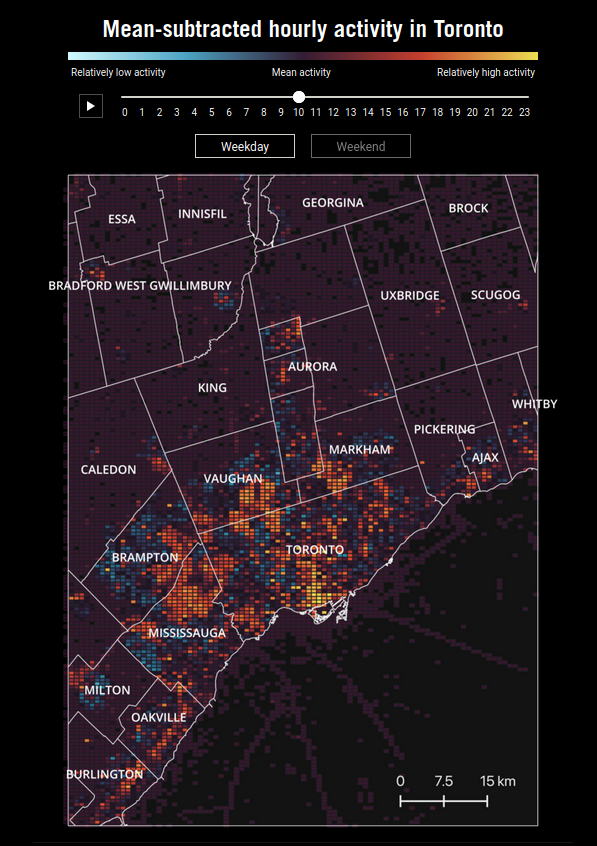 Mean-subtracted hourly activity in Toronto
Relatively low activity Mean activity Relatively high activity
0 1 2 3 4 5 6 7 8 9 10 11 12 13 14 15 16 17 18 19 20 21 22 23
Weekday Weekend
GEORGINA
BROCK
ESSA
INNISFIL
BRADFORD WEST GWILLIMBURY
UXBRIDGE
SCUGOG
AURORA
KING
WHITBY
PICKERING
MARKHAM
AJAX
CALEDON
VAUGHAN
TORONTO
BRAMPTON
MISSISSAUGA
MILTON
OAKVILLE
BURLINGTON
0 7.5 15 km